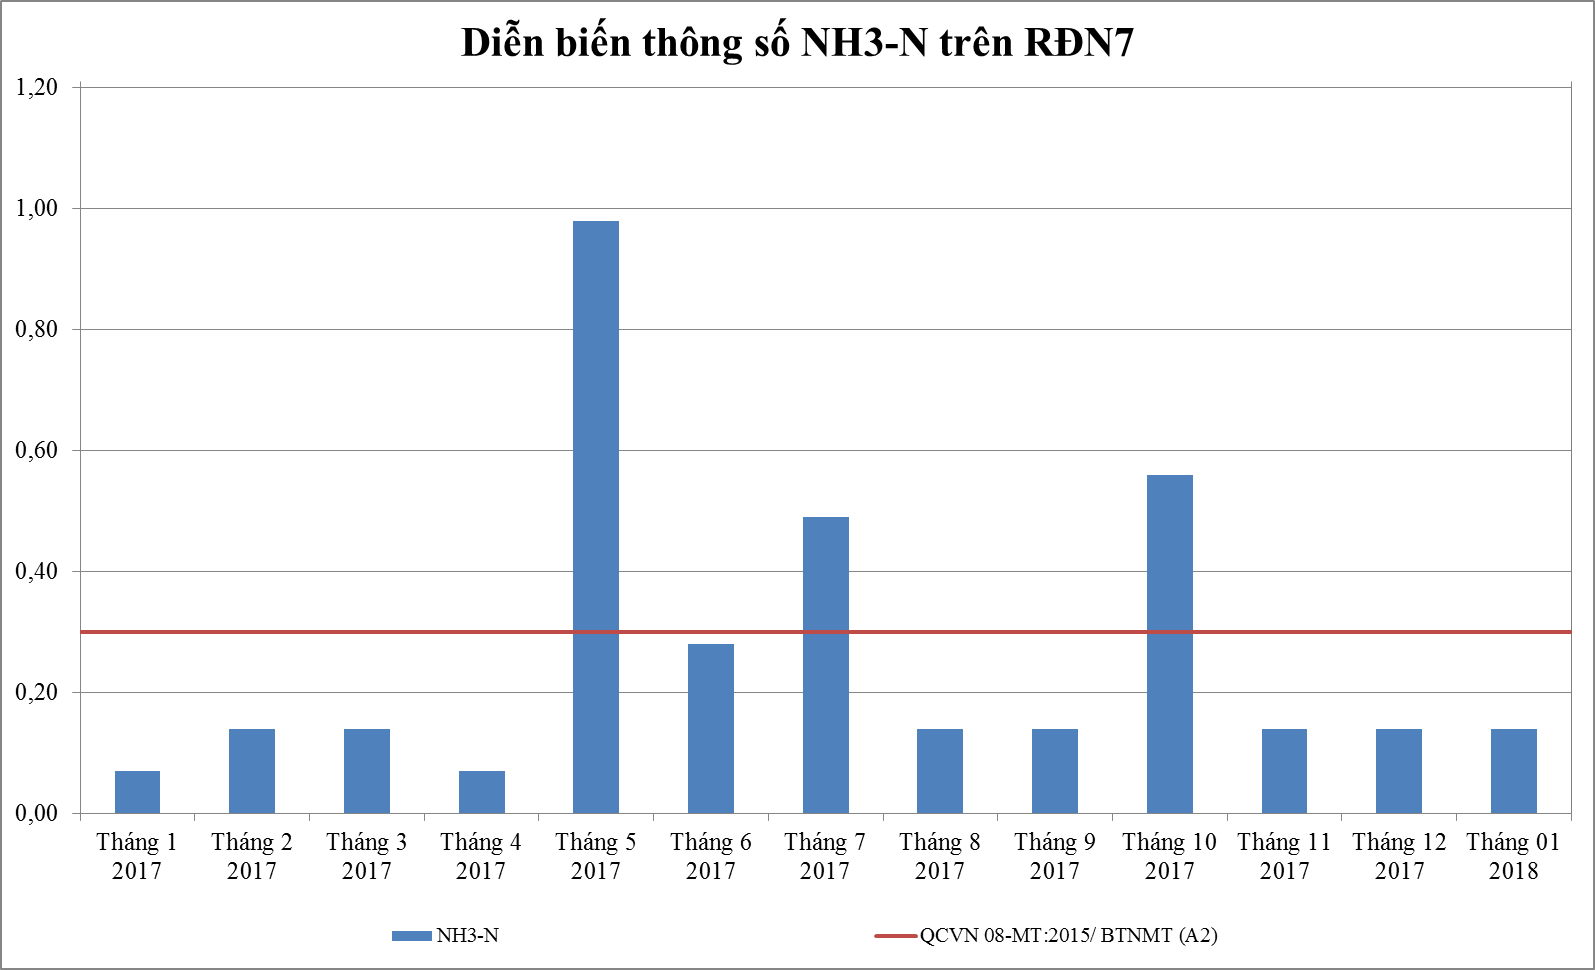 Diễn biến thông số NH3-N trên RĐN7
1,20
1,00
0,80
0,60
0,40
0,20
0,00
Tháng 1 2017
Tháng 2 2017
Tháng 3 2017
Tháng 4 2017
Tháng 5 2017
Tháng 6 2017
Tháng 7 2017
Tháng 8 2017
Tháng 9 2017
Tháng 10 2017
Tháng 11 2017
Tháng 12 2017
Tháng 01 2018
NH3-N
QCVN 08-MT:2015/ BTNMT (A2)